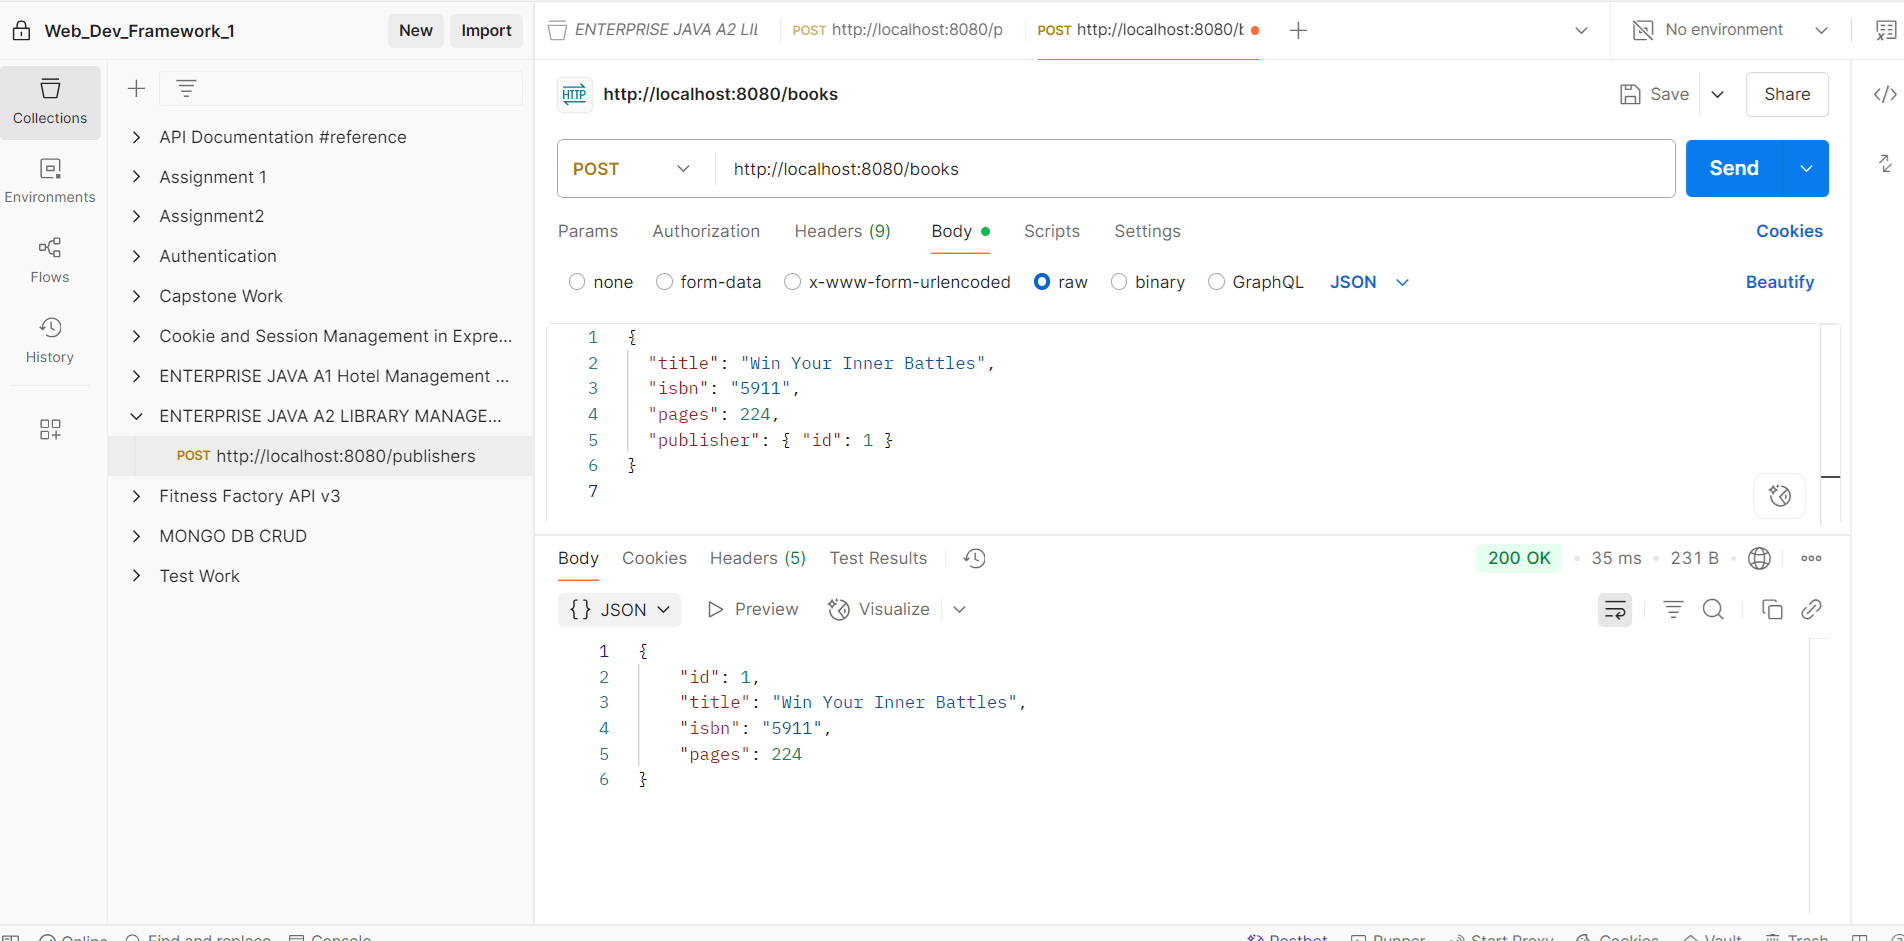 Web_Dev_Framework_1
New
Import
ENTERPRISE JAVA A2 LI
POST http://localhost:8080/p
POST http://localhost:8080/b
No environment
Collections
Environments
Flows
History
API Documentation #reference
Assignment 1
Assignment2
Authentication
Capstone Work
Cookie and Session Management in Expre...
ENTERPRISE JAVA A1 Hotel Management ...
ENTERPRISE JAVA A2 LIBRARY MANAGE...
POST http://localhost:8080/publishers
Fitness Factory API v3
MONGO DB CRUD
Test Work
HTTP http://localhost:8080/books
Save
Share
POST http://localhost:8080/books
Send
Params Authorization Headers (9) Body Scripts Settings
Cookies
none form-data x-www-form-urlencoded raw binary GraphQL JSON
Beautify
1 {
2 "title": "Win Your Inner Battles",
3 "isbn": "5911",
4 "pages": 224,
5 "publisher": { "id": 1 }
6 }
7
Body Cookies Headers (5) Test Results
200 OK • 35 ms • 231 B
{} JSON Preview Visualize
1 {
2 "id": 1,
3 "title": "Win Your Inner Battles",
4 "isbn": "5911",
5 "pages": 224
6 }
Online Find and replace Console
Postbot Runner Start Proxy Cookies Vault Trash